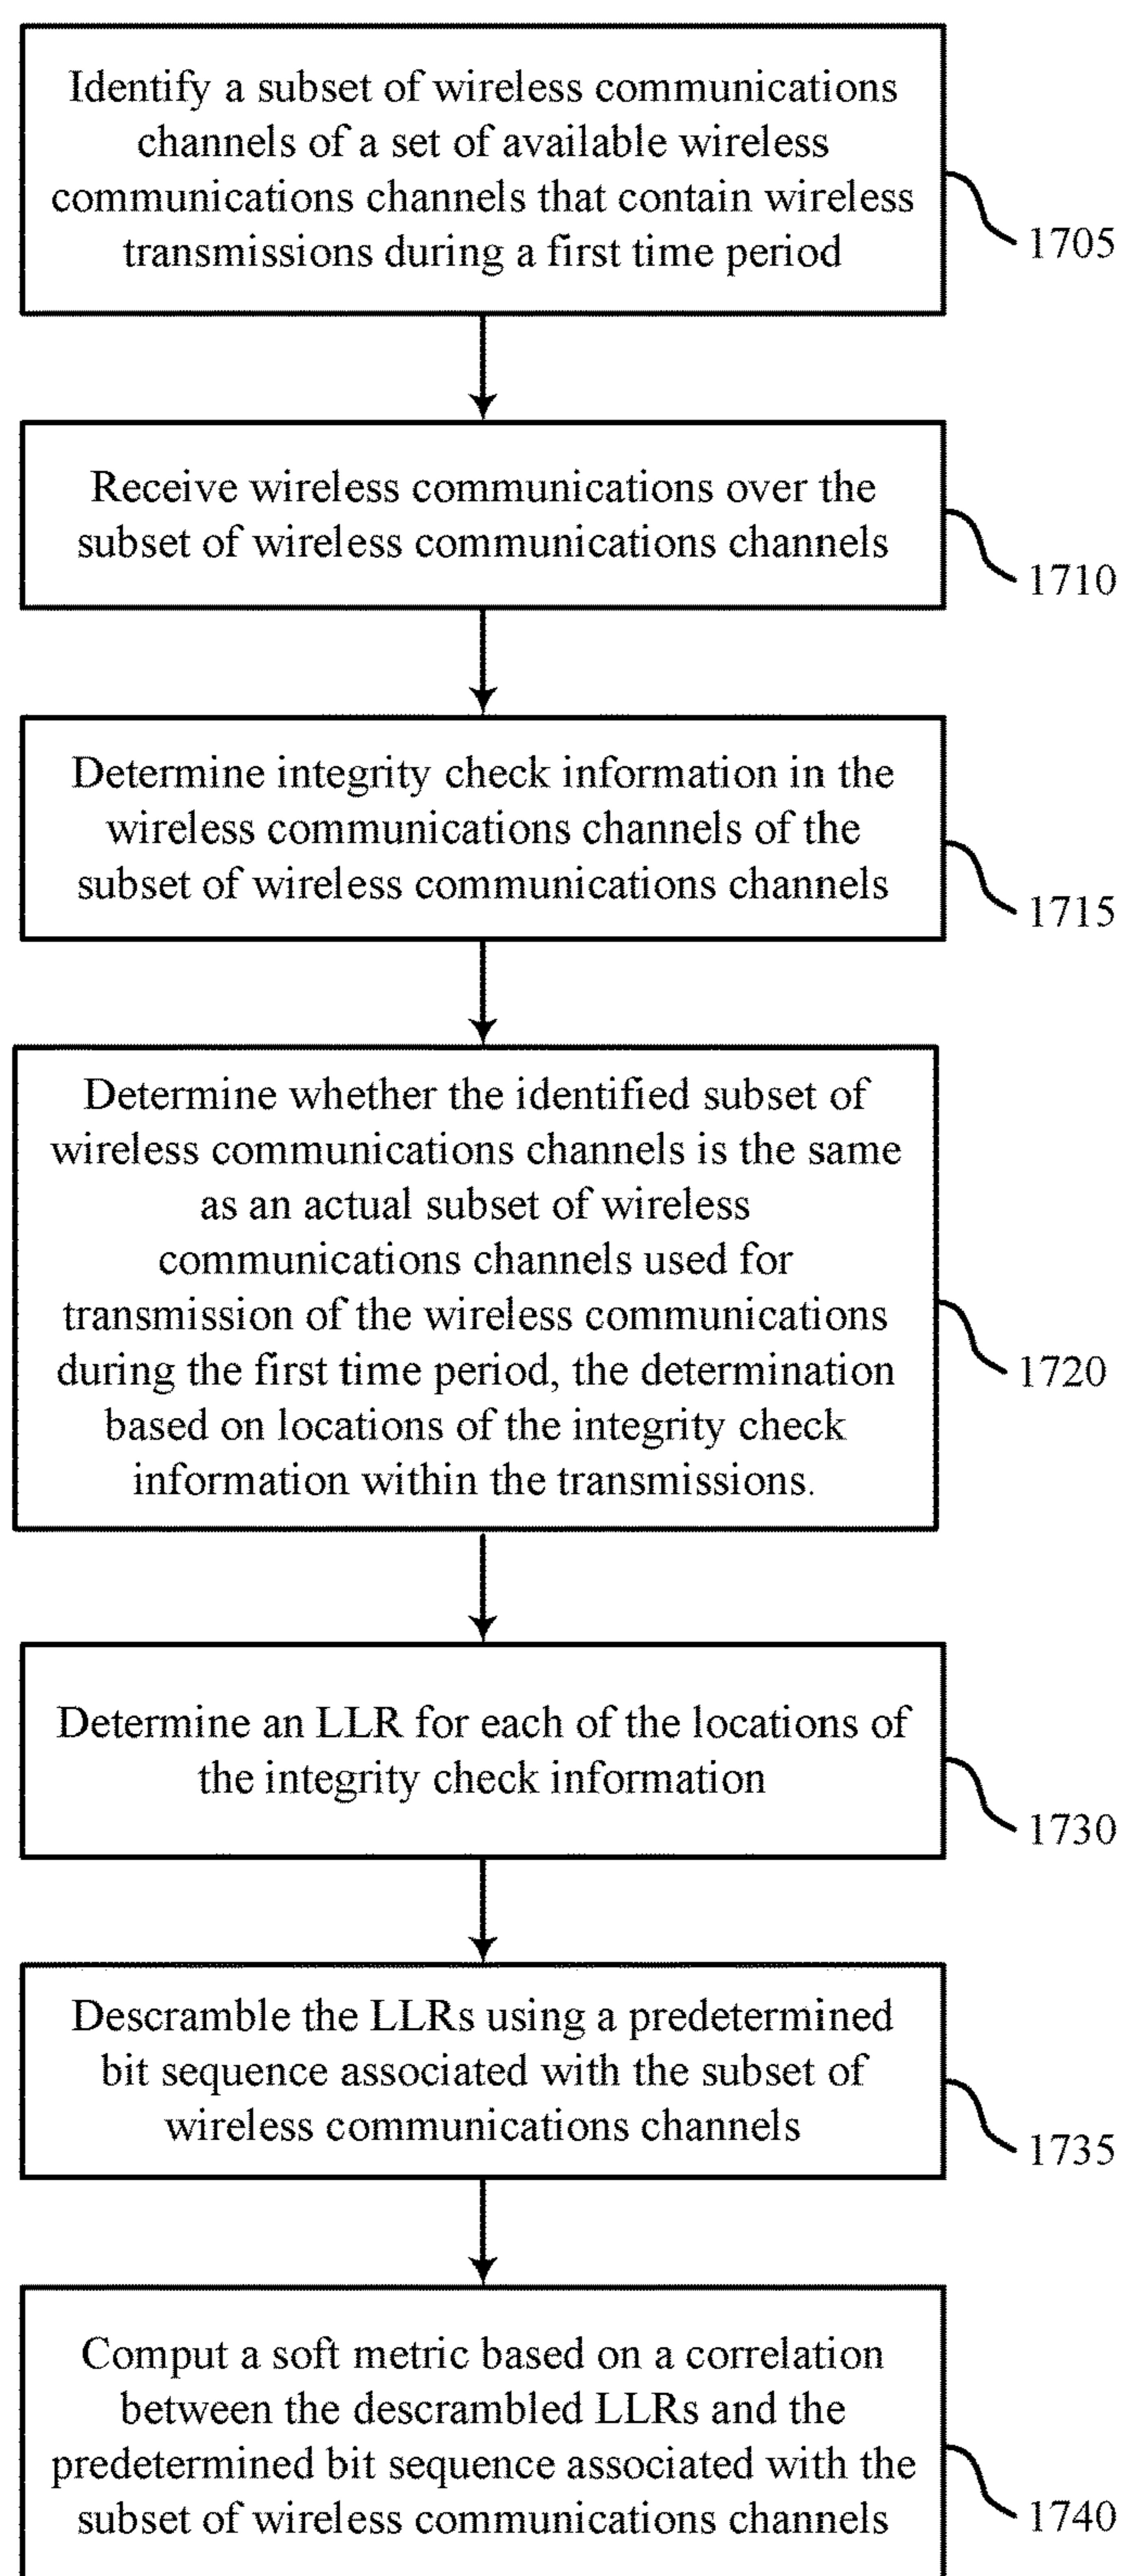 Identify a subset of wireless communications
channels of a set of available wireless
communications channels that contain wireless
transmissions during a first time period
1705
Receive wireless communications over the
subset of wireless communications channels
1710
Determine integrity check information in the
wireless communications channels of the
subset of wireless communications channels
1715
Determine whether the identified subset of
wireless communications channels is the same
as an actual subset of wireless
communications channels used for
transmission of the wireless communications
during the first time period, the determination
based on locations of the integrity check
information within the transmissions.
1720
Determine an LLR for each of the locations of
the integrity check information
1730
Descramble the LLRs using a predetermined
bit sequence associated with the subset of
wireless communications channels
1735
Comput a soft metric based on a correlation
between the descrambled LLRs and the
predetermined bit sequence associated with the
subset of wireless communications channels
1740